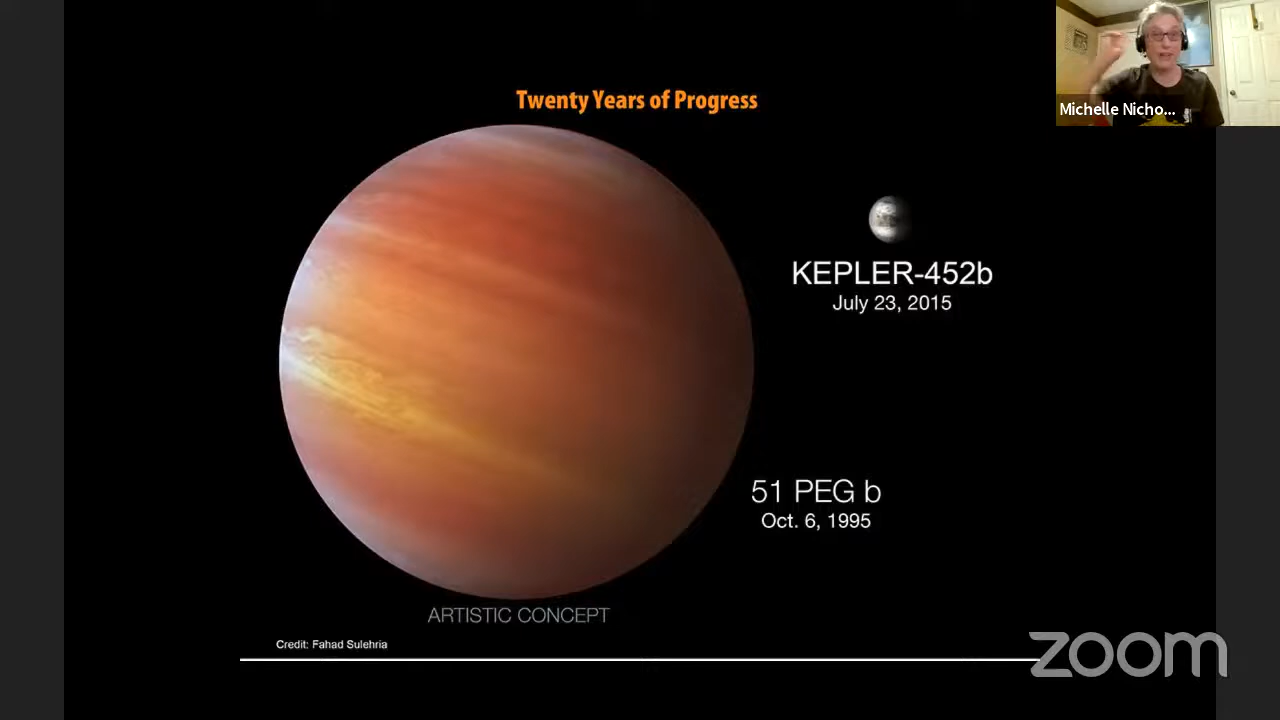 Twenty Years of Progress
Michelle Nicho...
KEPLER-452b
July 23, 2015
51 PEG b
Oct. 6, 1995
ARTISTIC CONCEPT
Credit: Fahad Sulehria
zoom